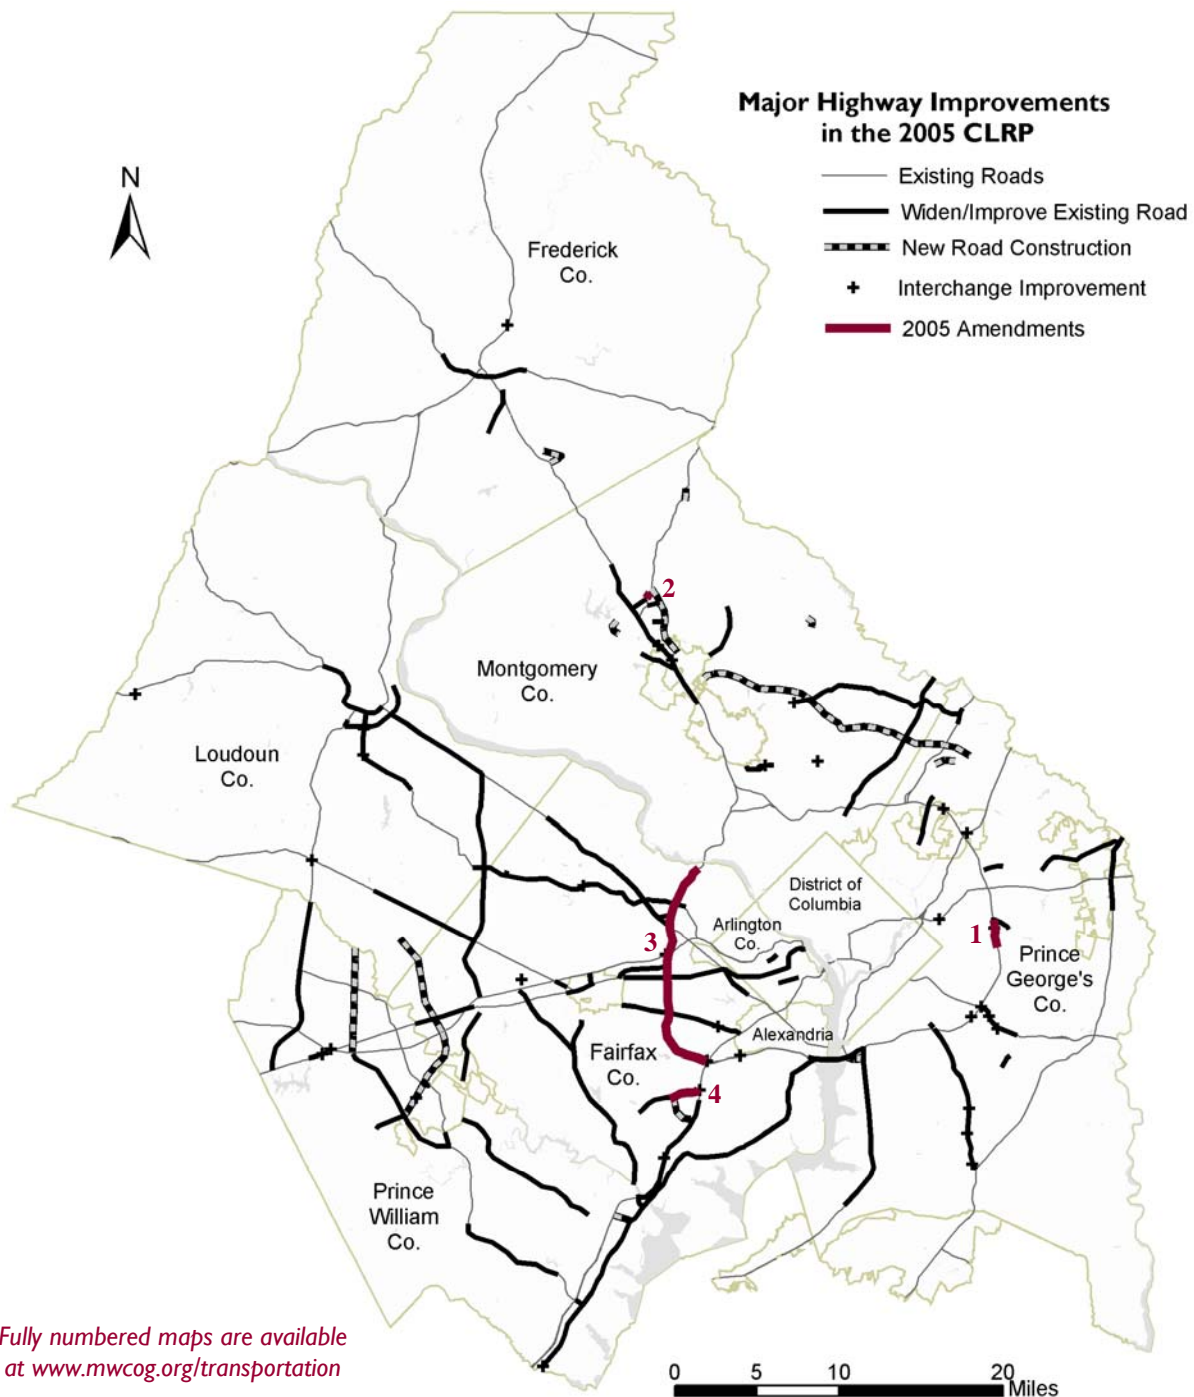 Major Highway Improvements
in the 2005 CLRP
N
Existing Roads
Widen/Improve Existing Road
New Road Construction
Interchange Improvement
2005 Amendments
Frederick
Co.
2
Montgomery
Co.
Loudoun
Co.
District of
Columbia
Arlington
Co.
3
1
Prince
George's
Co.
Alexandria
Fairfax
Co.
4
Prince
William
Co.
Fully numbered maps are available
at www.mwcog.org/transportation
0 5 10 20
Miles